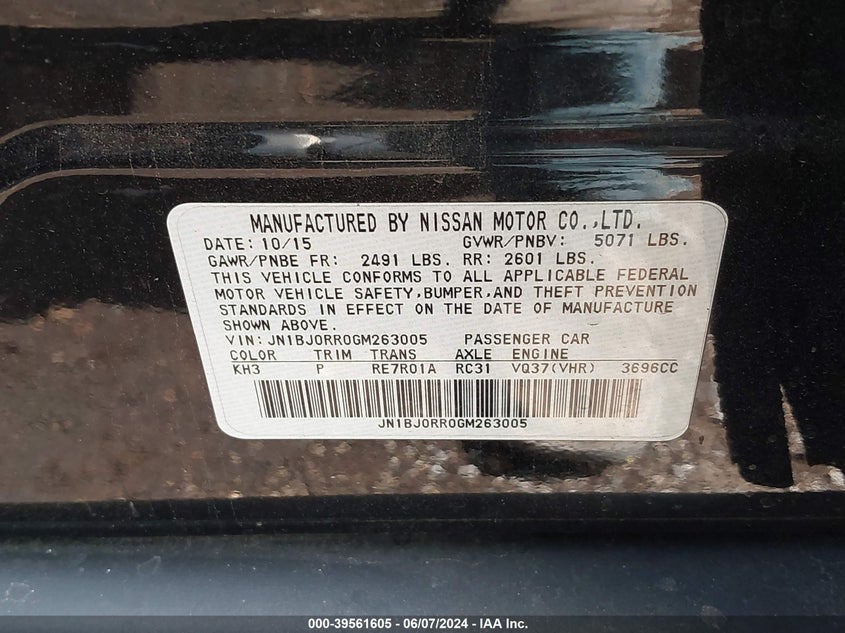 MANUFACTURED BY NISSAN MOTOR CO.,LTD.
DATE: 10/15 GVWR/PNBV: 5071 LBS.
GAWR/PNBE FR: 2491 LBS. RR: 2601 LBS.
THIS VEHICLE CONFORMS TO ALL APPLICABLE FEDERAL
MOTOR VEHICLE SAFETY,BUMPER,AND THEFT PREVENTION
STANDARDS IN EFFECT ON THE DATE OF MANUFACTURE
SHOWN ABOVE.
VIN: JN1BJ0RR0GM263005 PASSENGER CAR
COLOR TRIM TRANS AXLE ENGINE
KH3 P RE7R01A RC31 VQ37(VHR) 3696CC
JN1BJ0RR0GM263005
000-39561605 - 06/07/2024 - IAA Inc.